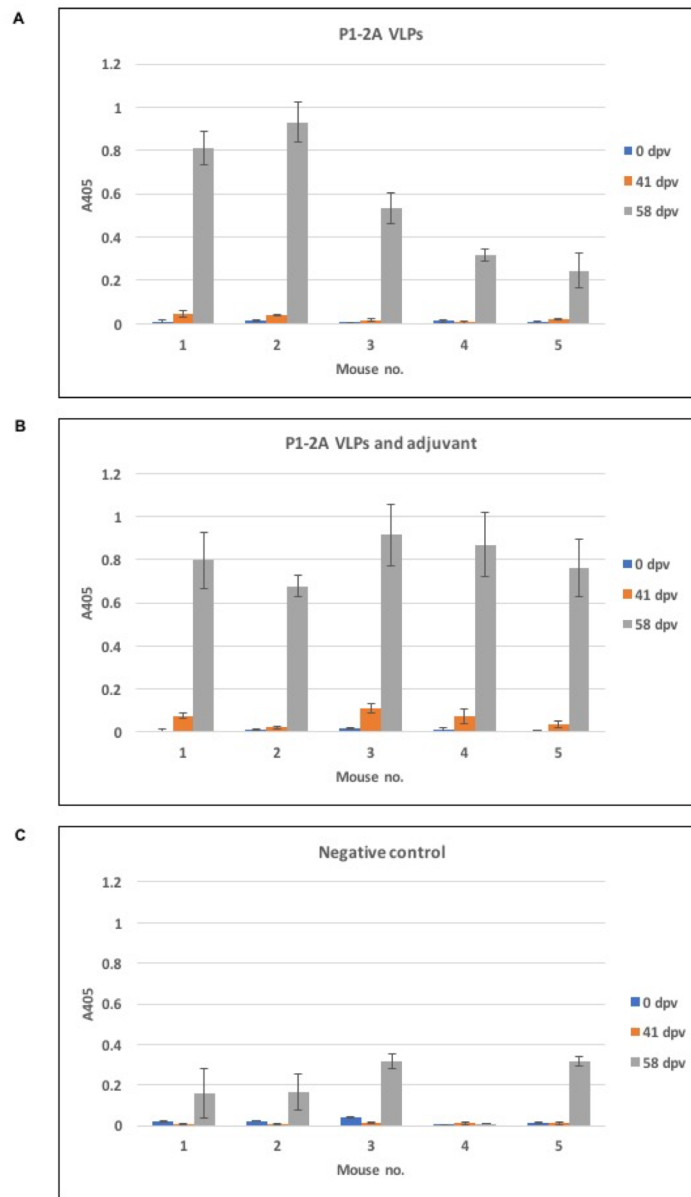 A
P1-2A VLPs
1.2
1
0.8
0.6
0.4
0.2
0
A405
1 2 3 4 5
Mouse no.
0 dpv
41 dpv
58 dpv
B
P1-2A VLPs and adjuvant
1.2
1
0.8
0.6
0.4
0.2
0
A405
1 2 3 4 5
Mouse no.
0 dpv
41 dpv
58 dpv
C
Negative control
1.2
1
0.8
0.6
0.4
0.2
0
A405
1 2 3 4 5
Mouse no.
0 dpv
41 dpv
58 dpv